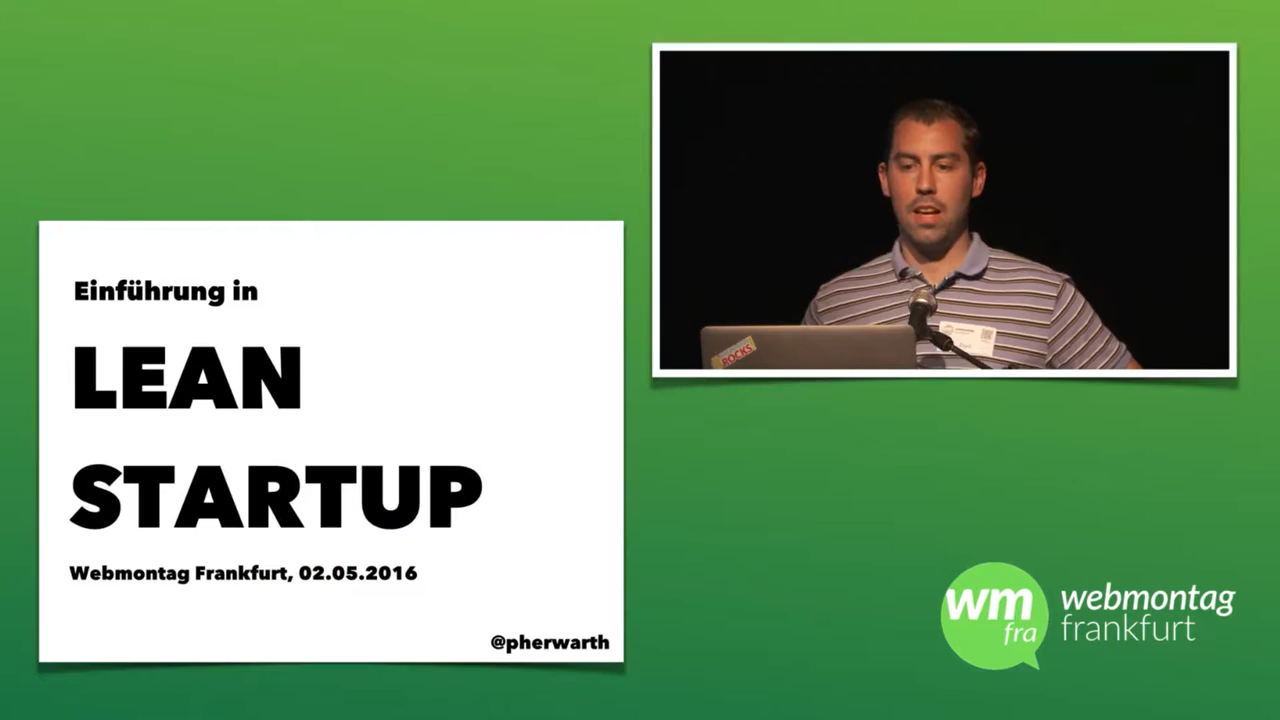 Einführung in
LEAN
STARTUP
Webmontag Frankfurt, 02.05.2016
@pherwarth
ROCKS
wm
fra
webmontag
frankfurt